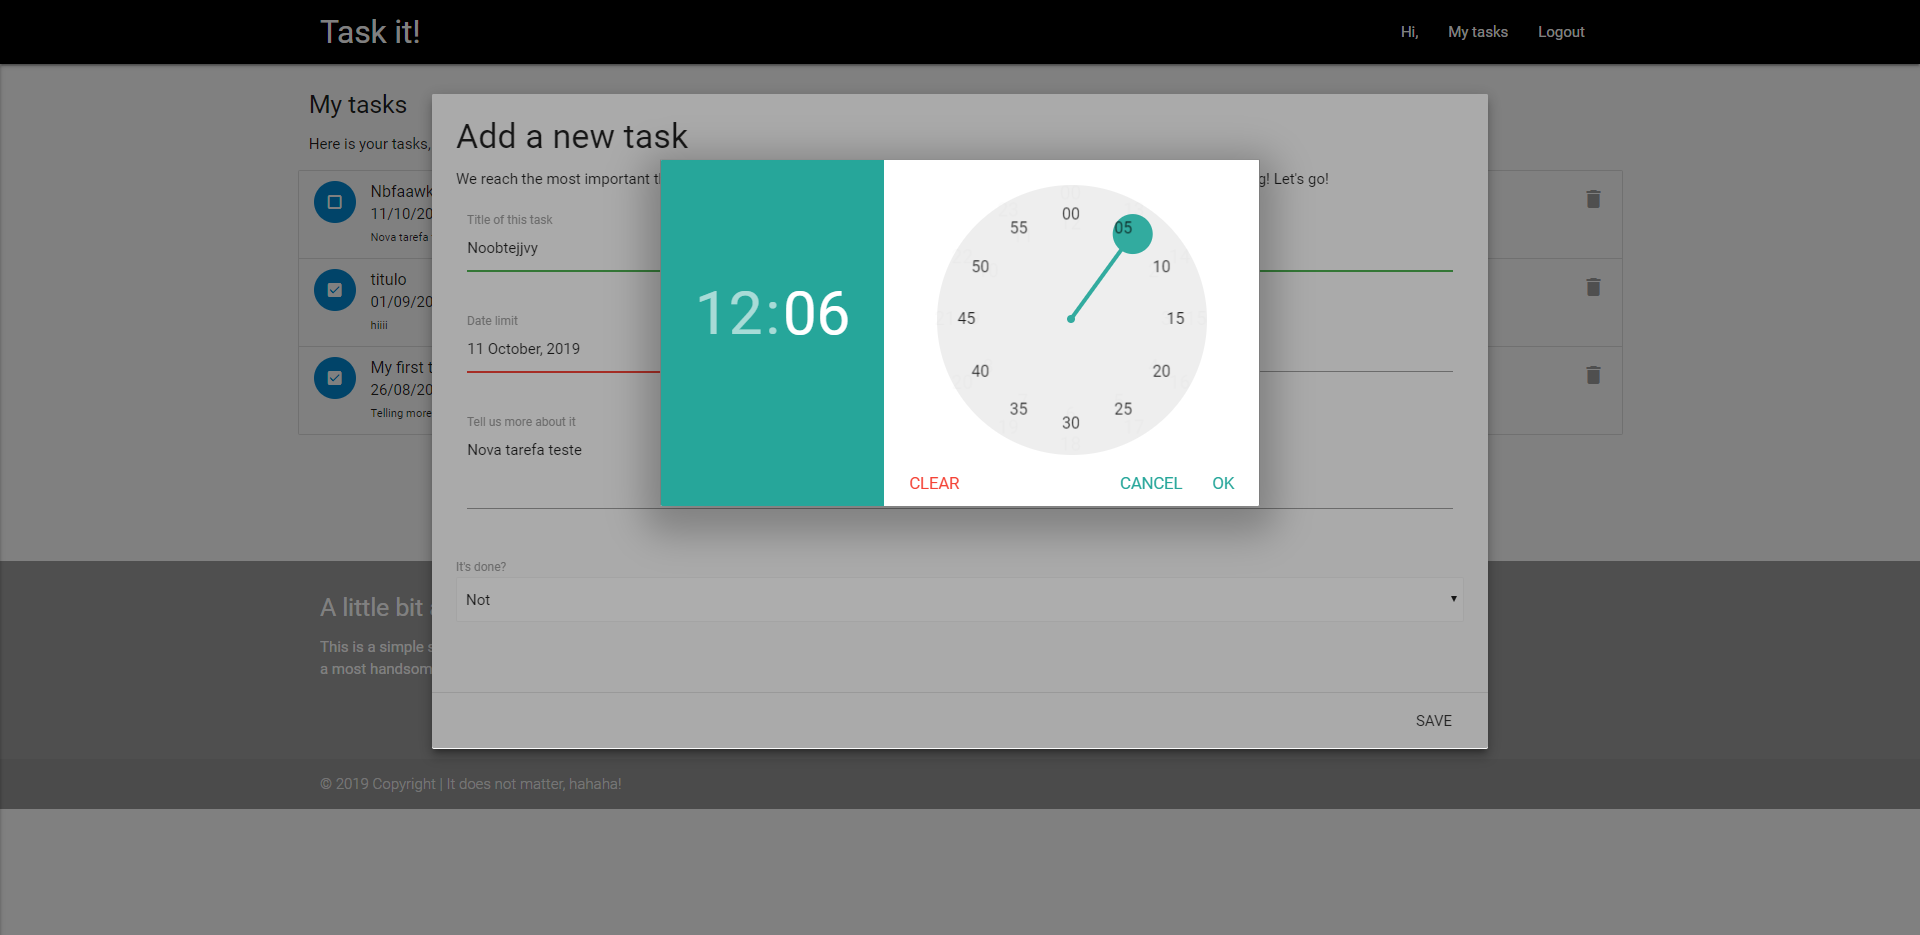 Task it!
Hi,
My tasks
Logout
My tasks
Here is your tasks,
Add a new task
We reach the most important
Let's go!
Nbfaawk
11/10/20
Nova tarefa
titulo
01/09/20
hiiii
My first
26/08/20
Telling more
Title of this task
Noobtejjvy
Date limit
11 October, 2019
Tell us more about it
Nova tarefa teste
12:06
00
05
10
15
20
25
30
35
40
45
50
55
CLEAR
CANCEL
OK
It's done?
Not
SAVE
A little bit
This is a simple
a most handsom
© 2019 Copyright | It does not matter, hahaha!